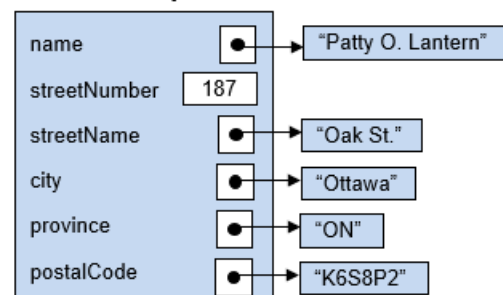 name “Patty O. Lantern”
streetNumber 187
streetName “Oak St.”
city “Ottawa”
province “ON”
postalCode “K6S8P2”